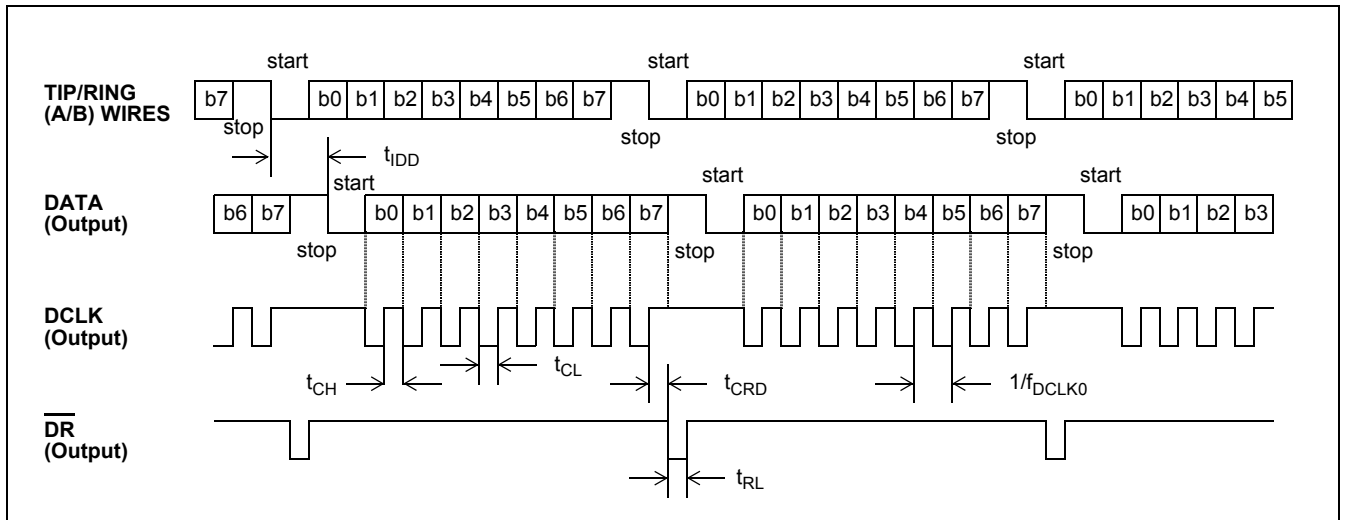 start start start
TIP/RING b7 b0 b1 b2 b3 b4 b5 b6 b7 b0 b1 b2 b3 b4 b5 b6 b7 b0 b1 b2 b3 b4 b5
(A/B) WIRES
stop stop stop
tIDD
start start start
DATA b6 b7 b0 b1 b2 b3 b4 b5 b6 b7 b0 b1 b2 b3 b4 b5 b6 b7 b0 b1 b2 b3
(Output)
stop stop stop
DCLK
(Output)
tCH tCL tCRD 1/fDCLK0
DR
(Output)
tRL